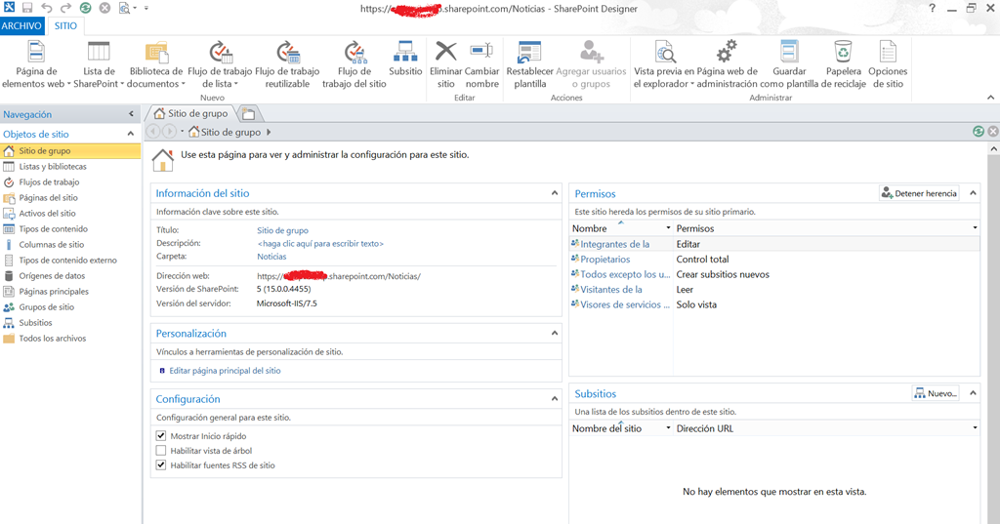 https:// .sharepoint.com/Noticias - SharePoint Designer
ARCHIVO SITIO
Página de elementos web
Lista de SharePoint
Biblioteca de documentos
Flujo de trabajo de lista
Flujo de trabajo reutilizable
Flujo de trabajo del sitio
Subsitio
Eliminar sitio
Cambiar nombre
Restablecer plantilla
Agregar usuarios o grupos
Vista previa en el explorador
Página web de administración
Guardar como plantilla
Papelera de reciclaje
Opciones de sitio
Nuevo
Editar
Acciones
Administrar
Navegación
Objetos de sitio
Sitio de grupo
Listas y bibliotecas
Flujos de trabajo
Páginas del sitio
Activos del sitio
Tipos de contenido
Columnas de sitio
Tipos de contenido externo
Orígenes de datos
Páginas principales
Grupos de sitio
Subsitios
Todos los archivos
Sitio de grupo
Sitio de grupo
Use esta página para ver y administrar la configuración para este sitio.
Información del sitio
Información clave sobre este sitio.
Título: Sitio de grupo
Descripción: <haga clic aquí para escribir texto>
Carpeta: Noticias
Dirección web: https:// .sharepoint.com/Noticias/
Versión de SharePoint: 5 (15.0.0.4455)
Versión del servidor: Microsoft-IIS/7.5
Personalización
Vínculos a herramientas de personalización de sitio.
Editar página principal del sitio
Configuración
Configuración general para este sitio.
Mostrar Inicio rápido
Habilitar vista de árbol
Habilitar fuentes RSS de sitio
Permisos
Detener herencia
Este sitio hereda los permisos de su sitio primario.
Nombre Permisos
Integrantes de la Editar
Propietarios Control total
Todos excepto los u... Crear subsitios nuevos
Visitantes de la Leer
Visores de servicios ... Solo vista
Subsitios
Nuevo...
Una lista de los subsitios dentro de este sitio.
Nombre del sitio Dirección URL
No hay elementos que mostrar en esta vista.